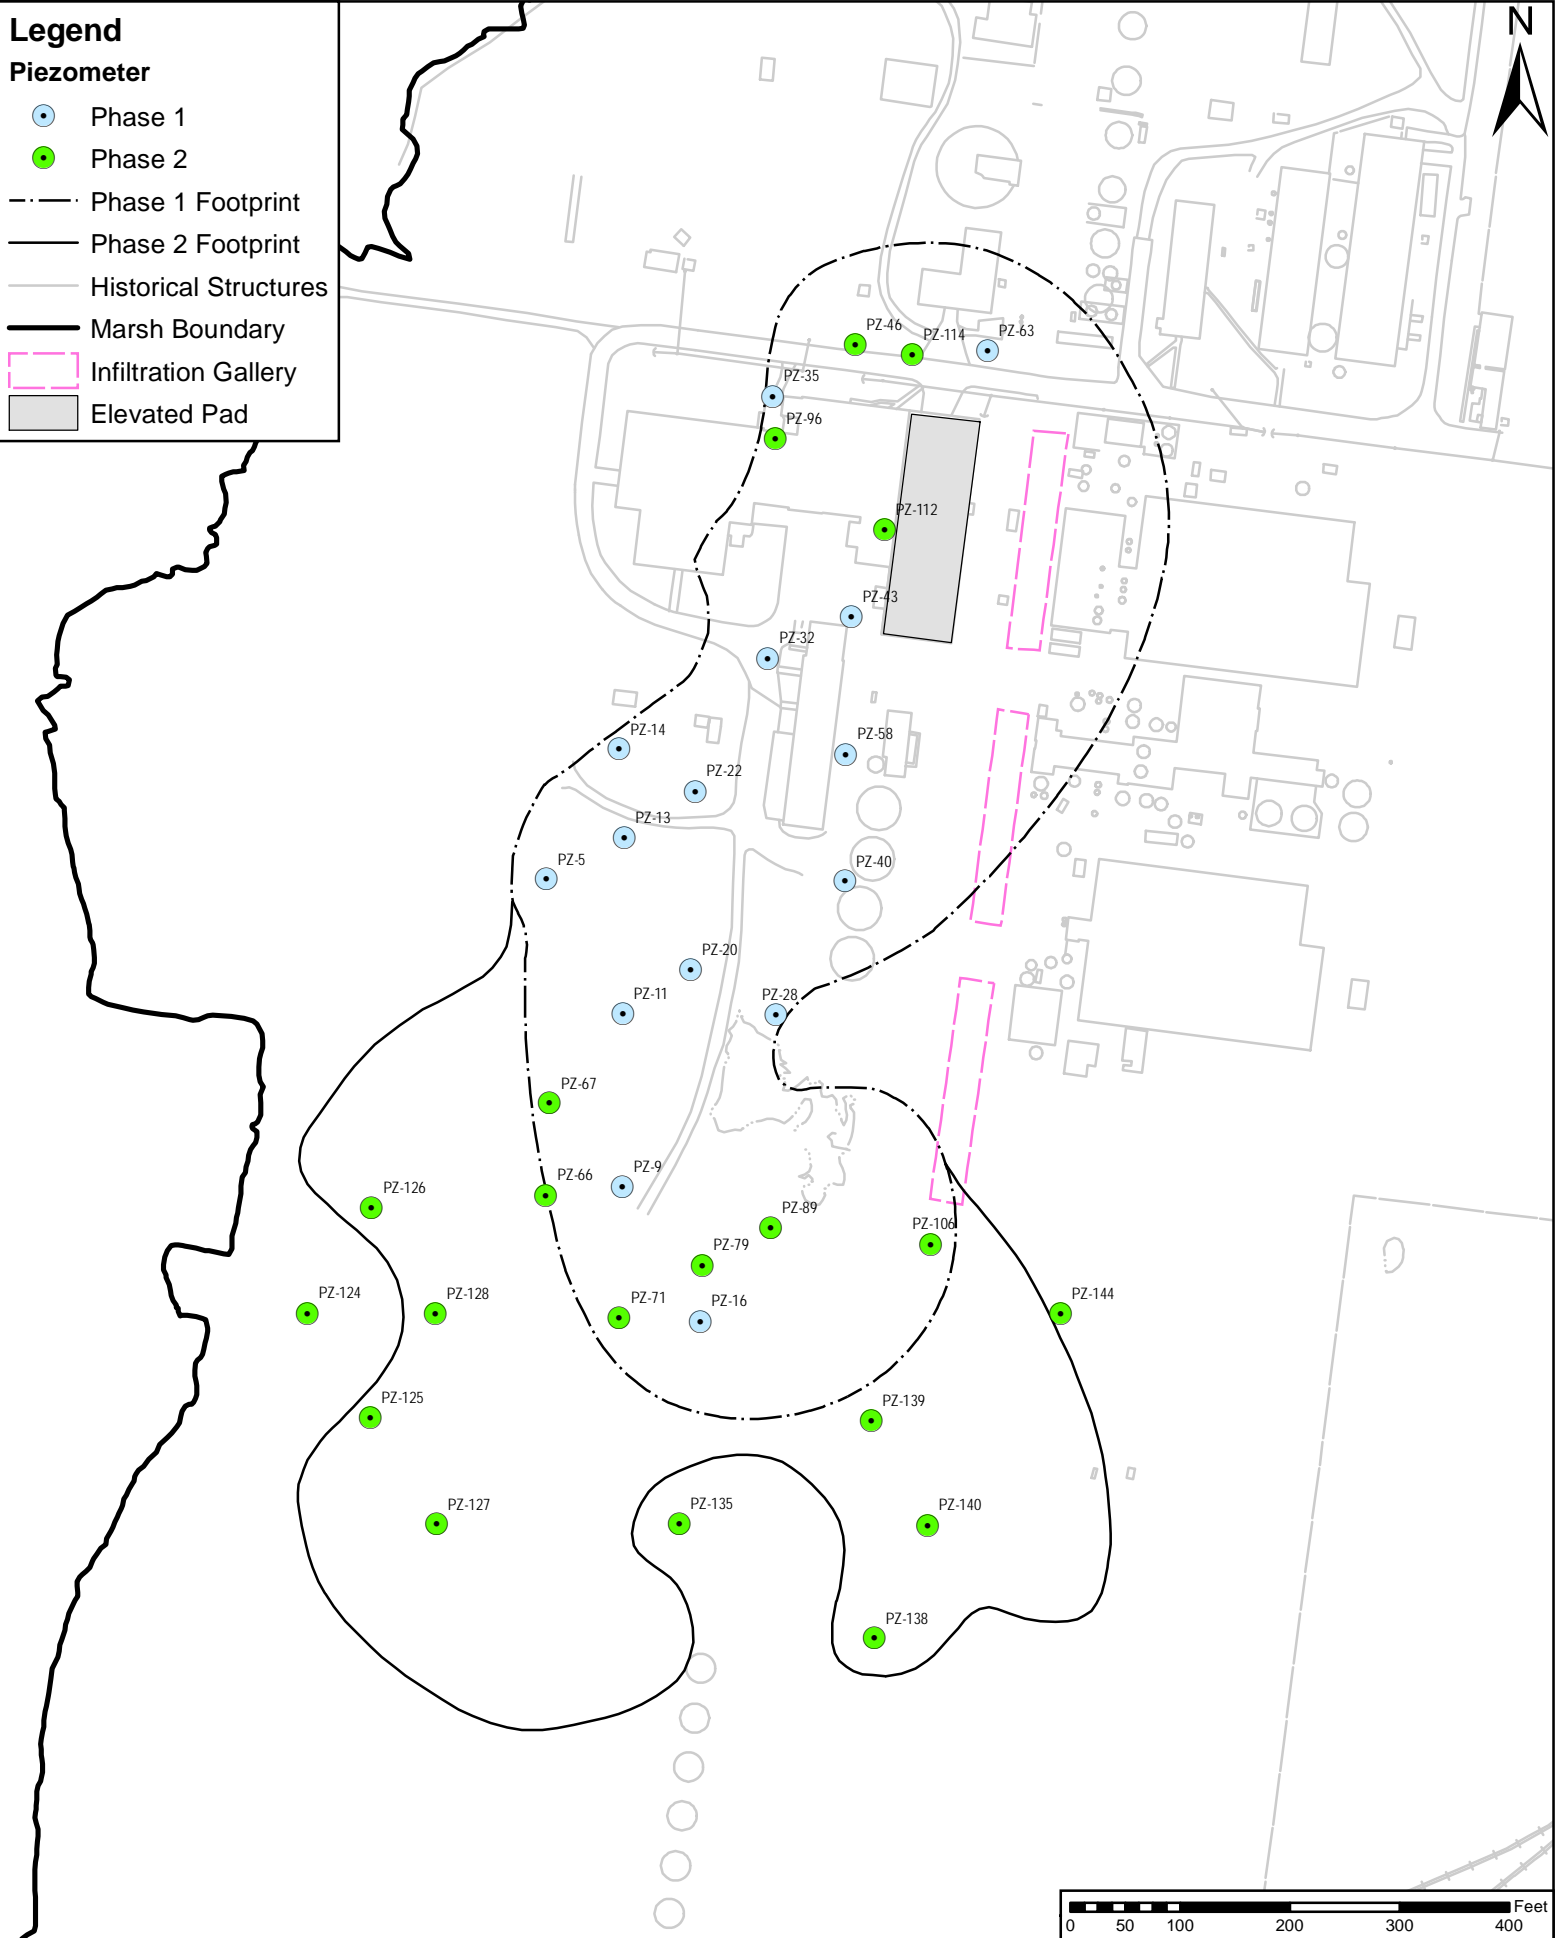 Legend
Piezometer
Phase 1
Phase 2
Phase 1 Footprint
Phase 2 Footprint
Historical Structures
Marsh Boundary
Infiltration Gallery
Elevated Pad
N
PZ-46
PZ-114
PZ-63
PZ-35
PZ-96
PZ-112
PZ-43
PZ-32
PZ-14
PZ-58
PZ-22
PZ-13
PZ-5
PZ-40
PZ-20
PZ-11
PZ-28
PZ-67
PZ-9
PZ-66
PZ-126
PZ-89
PZ-106
PZ-79
PZ-124
PZ-128
PZ-71
PZ-16
PZ-144
PZ-125
PZ-139
PZ-127
PZ-135
PZ-140
PZ-138
Feet
0 50 100 200 300 400